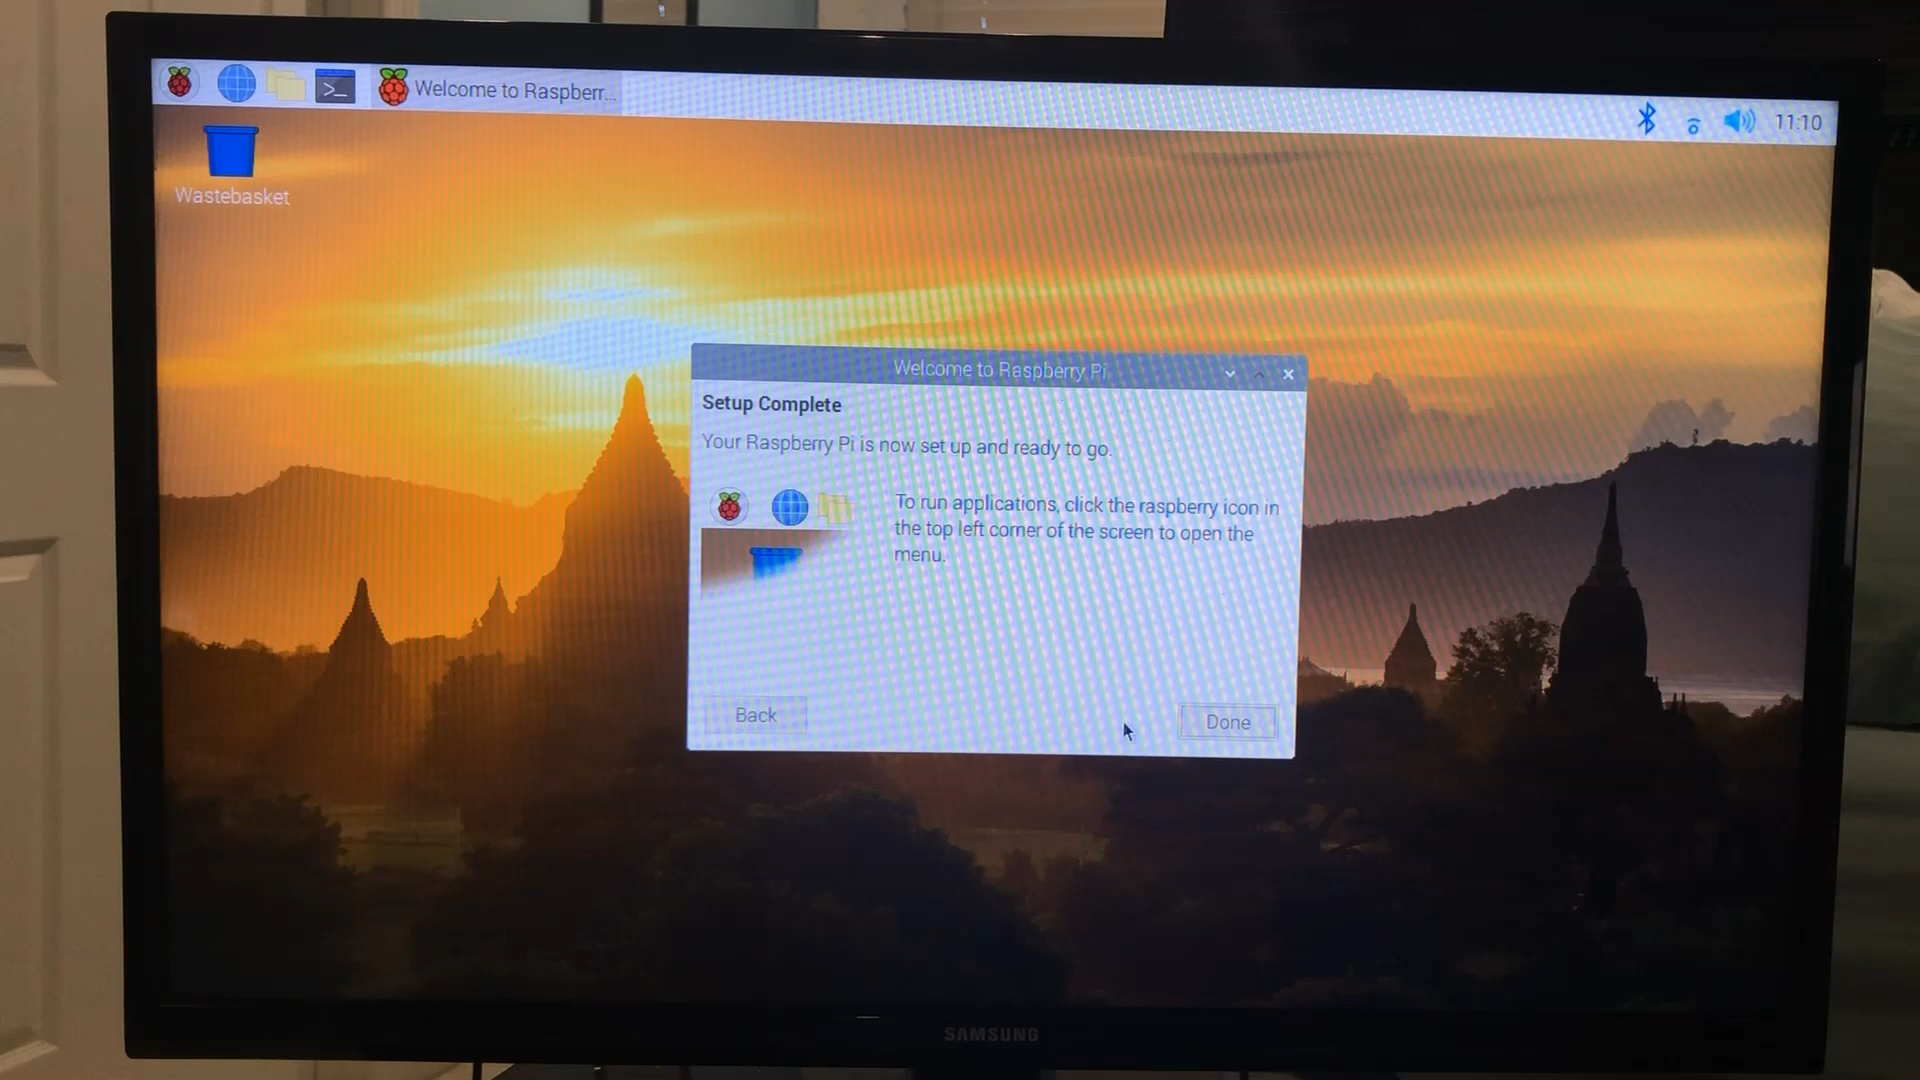 Welcome to Raspberr...
11:10
Wastebasket
Welcome to Raspberry Pi
Setup Complete
Your Raspberry Pi is now set up and ready to go.
To run applications, click the raspberry icon in
the top left corner of the screen to open the
menu.
Back
Done
SAMSUNG